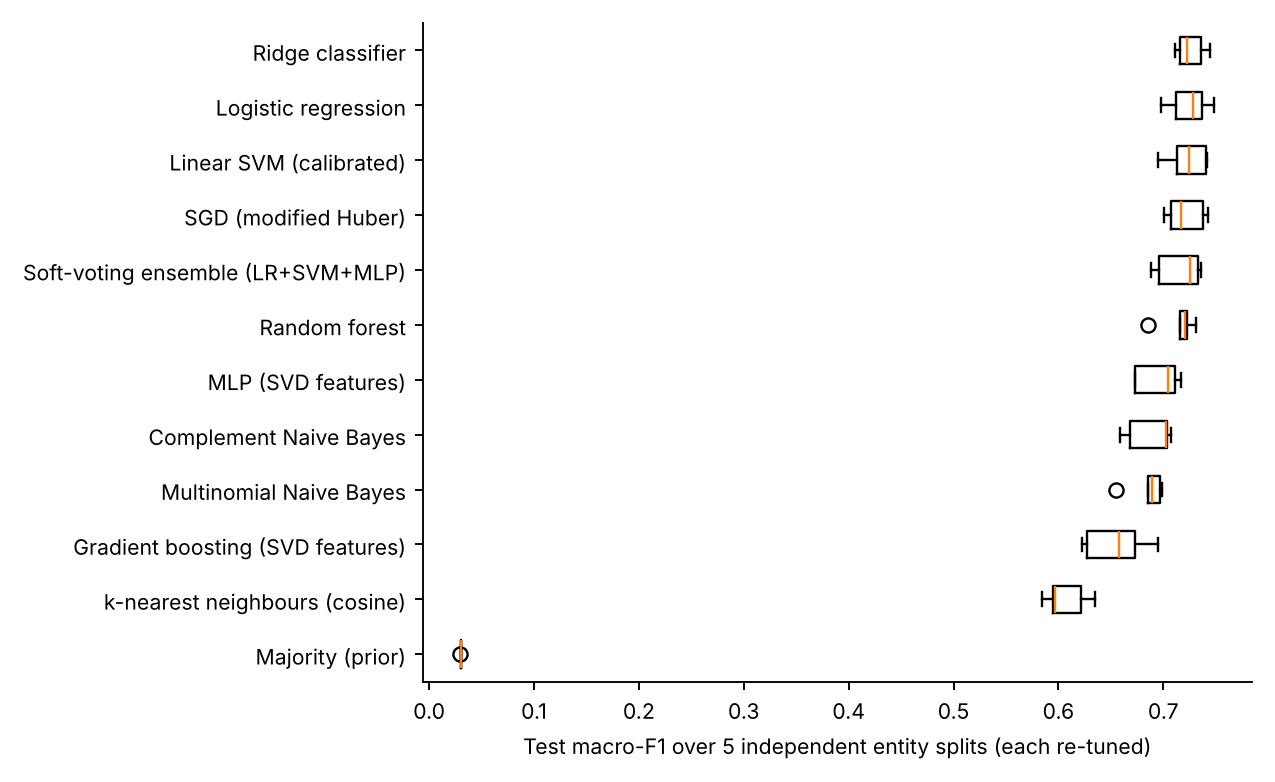 Ridge classifier
Logistic regression
Linear SVM (calibrated)
SGD (modified Huber)
Soft-voting ensemble (LR+SVM+MLP)
Random forest
MLP (SVD features)
Complement Naive Bayes
Multinomial Naive Bayes
Gradient boosting (SVD features)
k-nearest neighbours (cosine)
Majority (prior)
0.0 0.1 0.2 0.3 0.4 0.5 0.6 0.7
Test macro-F1 over 5 independent entity splits (each re-tuned)